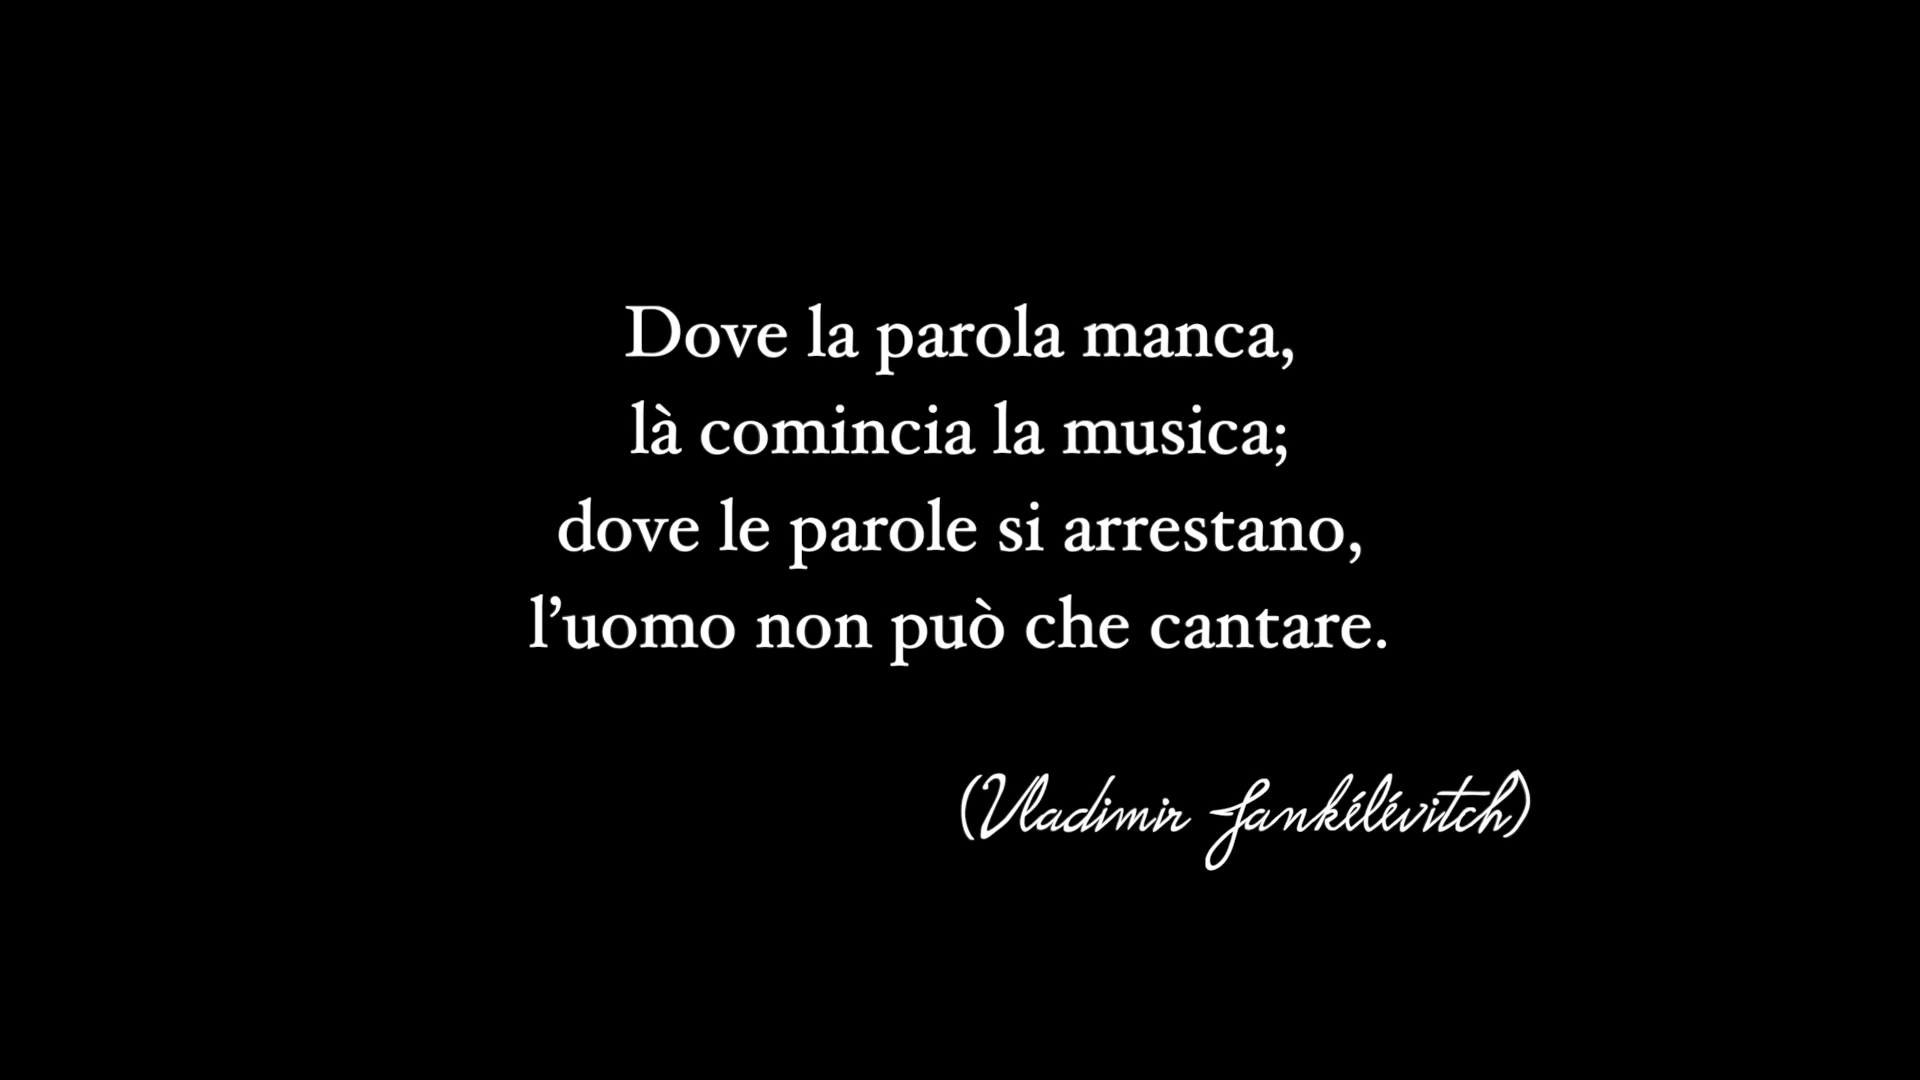 Dove la parola manca,
là comincia la musica;
dove le parole si arrestano,
l’uomo non può che cantare.
(Vladimir Jankélévitch)